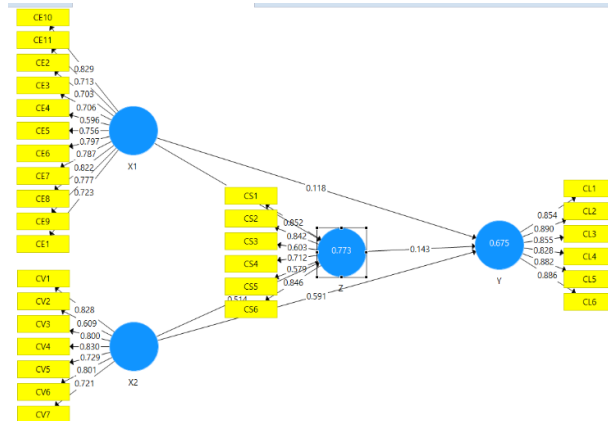 CE10
CE11
CE2
CE3
CE4
CE5
CE6
CE7
CE8
CE9
CE1
0.829
0.713
0.703
0.706
0.596
0.756
0.797
0.787
0.822
0.777
0.723
X1
CV1
CV2
CV3
CV4
CV5
CV6
CV7
0.828
0.609
0.800
0.830
0.729
0.801
0.721
X2
CS1
CS2
CS3
CS4
CS5
CS6
0.852
0.842
0.603
0.712
0.579
0.846
0.514
0.118
0.773
Z
0.143
0.591
0.675
Y
0.854
0.890
0.855
0.828
0.882
0.886
CL1
CL2
CL3
CL4
CL5
CL6